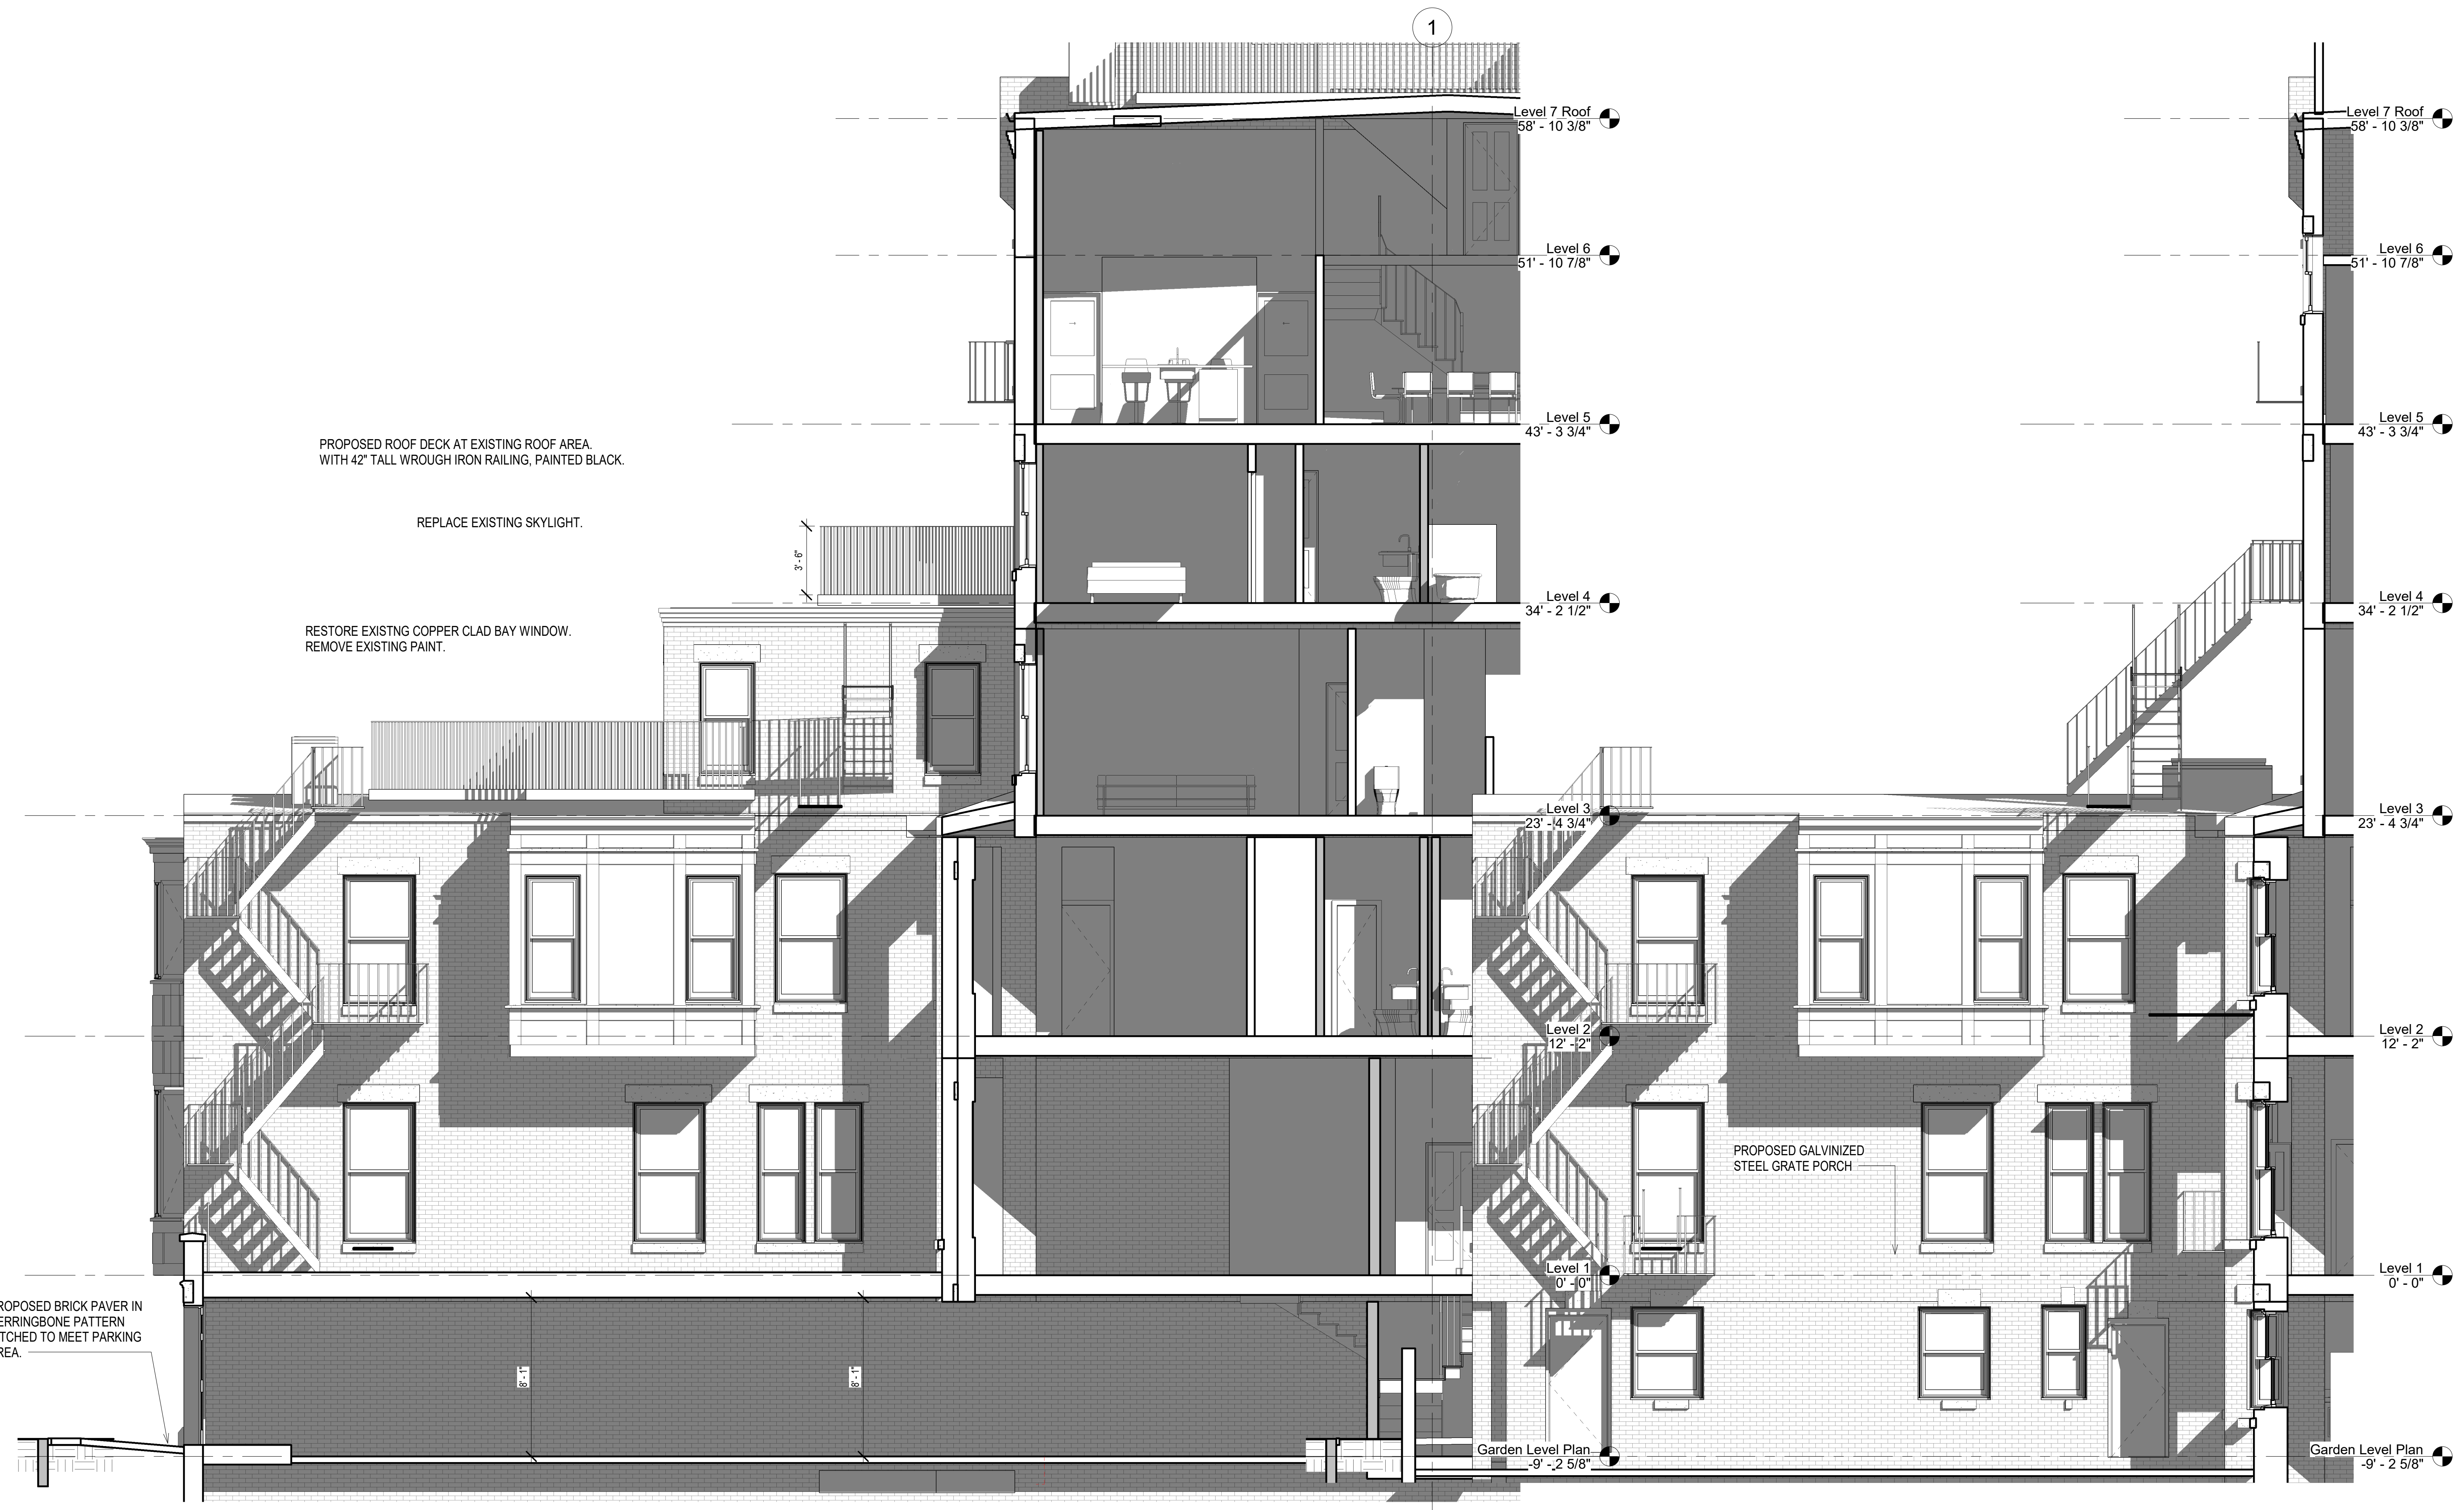 1
Level 7 Roof
58' - 10 3/8"
Level 7 Roof
58' - 10 3/8"
Level 6
51' - 10 7/8"
Level 6
51' - 10 7/8"
Level 5
43' - 3 3/4"
Level 5
43' - 3 3/4"
PROPOSED ROOF DECK AT EXISTING ROOF AREA.
WITH 42" TALL WROUGH IRON RAILING, PAINTED BLACK.
REPLACE EXISTING SKYLIGHT.
3' - 6"
Level 4
34' - 2 1/2"
Level 4
34' - 2 1/2"
RESTORE EXISTNG COPPER CLAD BAY WINDOW.
REMOVE EXISTING PAINT.
Level 3
23' - 4 3/4"
Level 3
23' - 4 3/4"
Level 2
12' - 2"
Level 2
12' - 2"
PROPOSED GALVINIZED
STEEL GRATE PORCH
Level 1
0' - 0"
Level 1
0' - 0"
ROPOSED BRICK PAVER IN
ERRINGBONE PATTERN
TCHED TO MEET PARKING
REA.
8' - 1"
8' - 1"
Garden Level Plan
-9' - 2 5/8"
Garden Level Plan
-9' - 2 5/8"